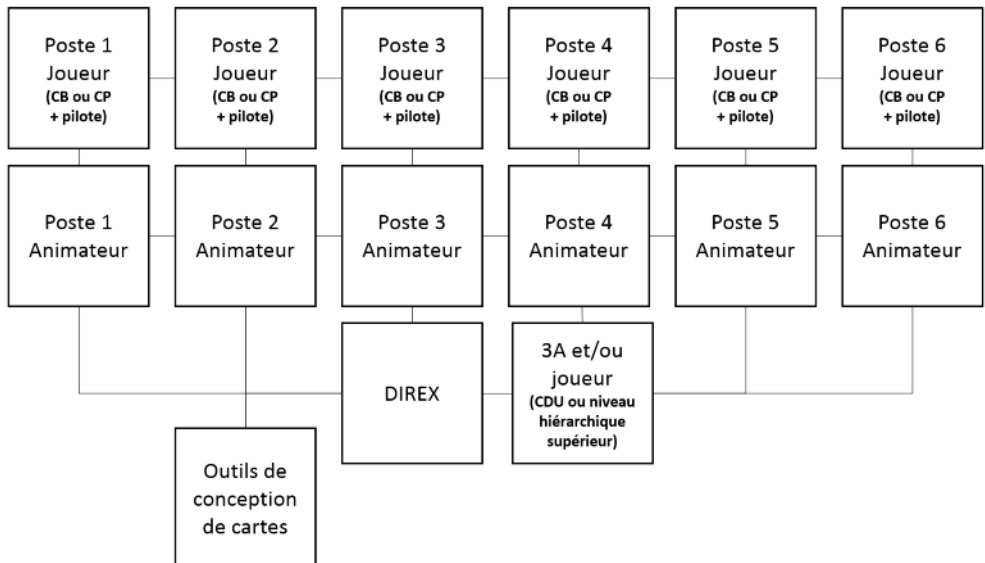 Poste 1
Joueur
(CB ou CP
+ pilote)
Poste 2
Joueur
(CB ou CP
+ pilote)
Poste 3
Joueur
(CB ou CP
+ pilote)
Poste 4
Joueur
(CB ou CP
+ pilote)
Poste 5
Joueur
(CB ou CP
+ pilote)
Poste 6
Joueur
(CB ou CP
+ pilote)
Poste 1
Animateur
Poste 2
Animateur
Poste 3
Animateur
Poste 4
Animateur
Poste 5
Animateur
Poste 6
Animateur
DIREX
3A et/ou
joueur
(CDU ou niveau
hiérarchique
supérieur)
Outils de
conception
de cartes